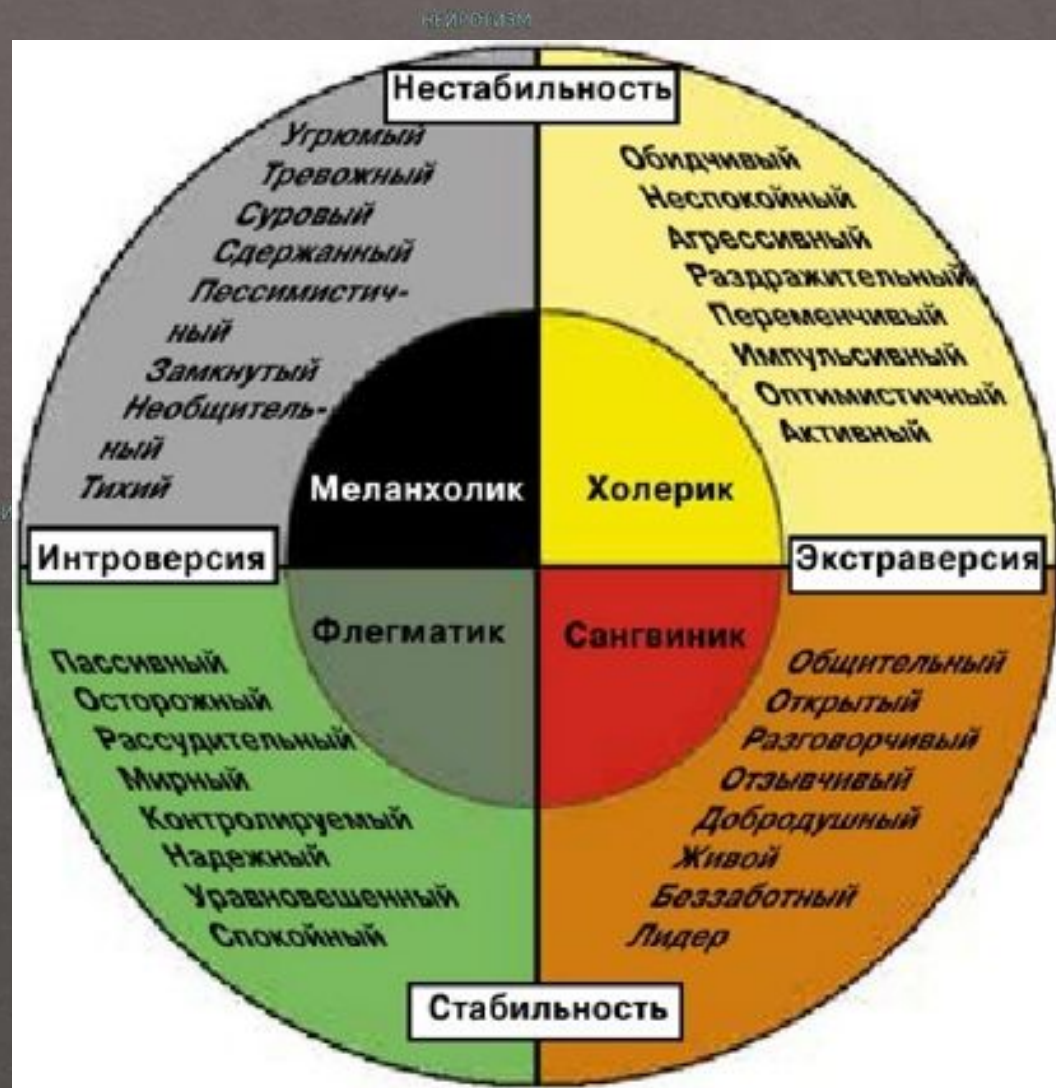 НЕЙРОТИЗМ
Нестабильность
Угрюмый
Тревожный
Суровый
Сдержанный
Пессимистич-
ный
Замкнутый
Необщитель-
ный
Тихий
Обидчивый
Неспокойный
Агрессивный
Раздражительный
Переменчивый
Импульсивный
Оптимистичный
Активный
Меланхолик
Холерик
Интроверсия
Экстраверсия
Флегматик
Сангвиник
Пассивный
Осторожный
Рассудительный
Мирный
Контролируемый
Надежный
Уравновешенный
Спокойный
Общительный
Открытый
Разговорчивый
Отзывчивый
Добродушный
Живой
Беззаботный
Лидер
Стабильность